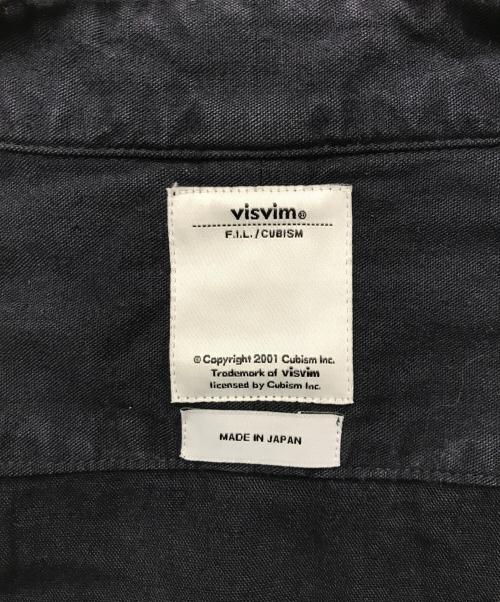 visvim®
F.I.L./CUBISM
© Copyright 2001 Cubism Inc.
Trademark of visvim
licensed by Cubism Inc.
MADE IN JAPAN